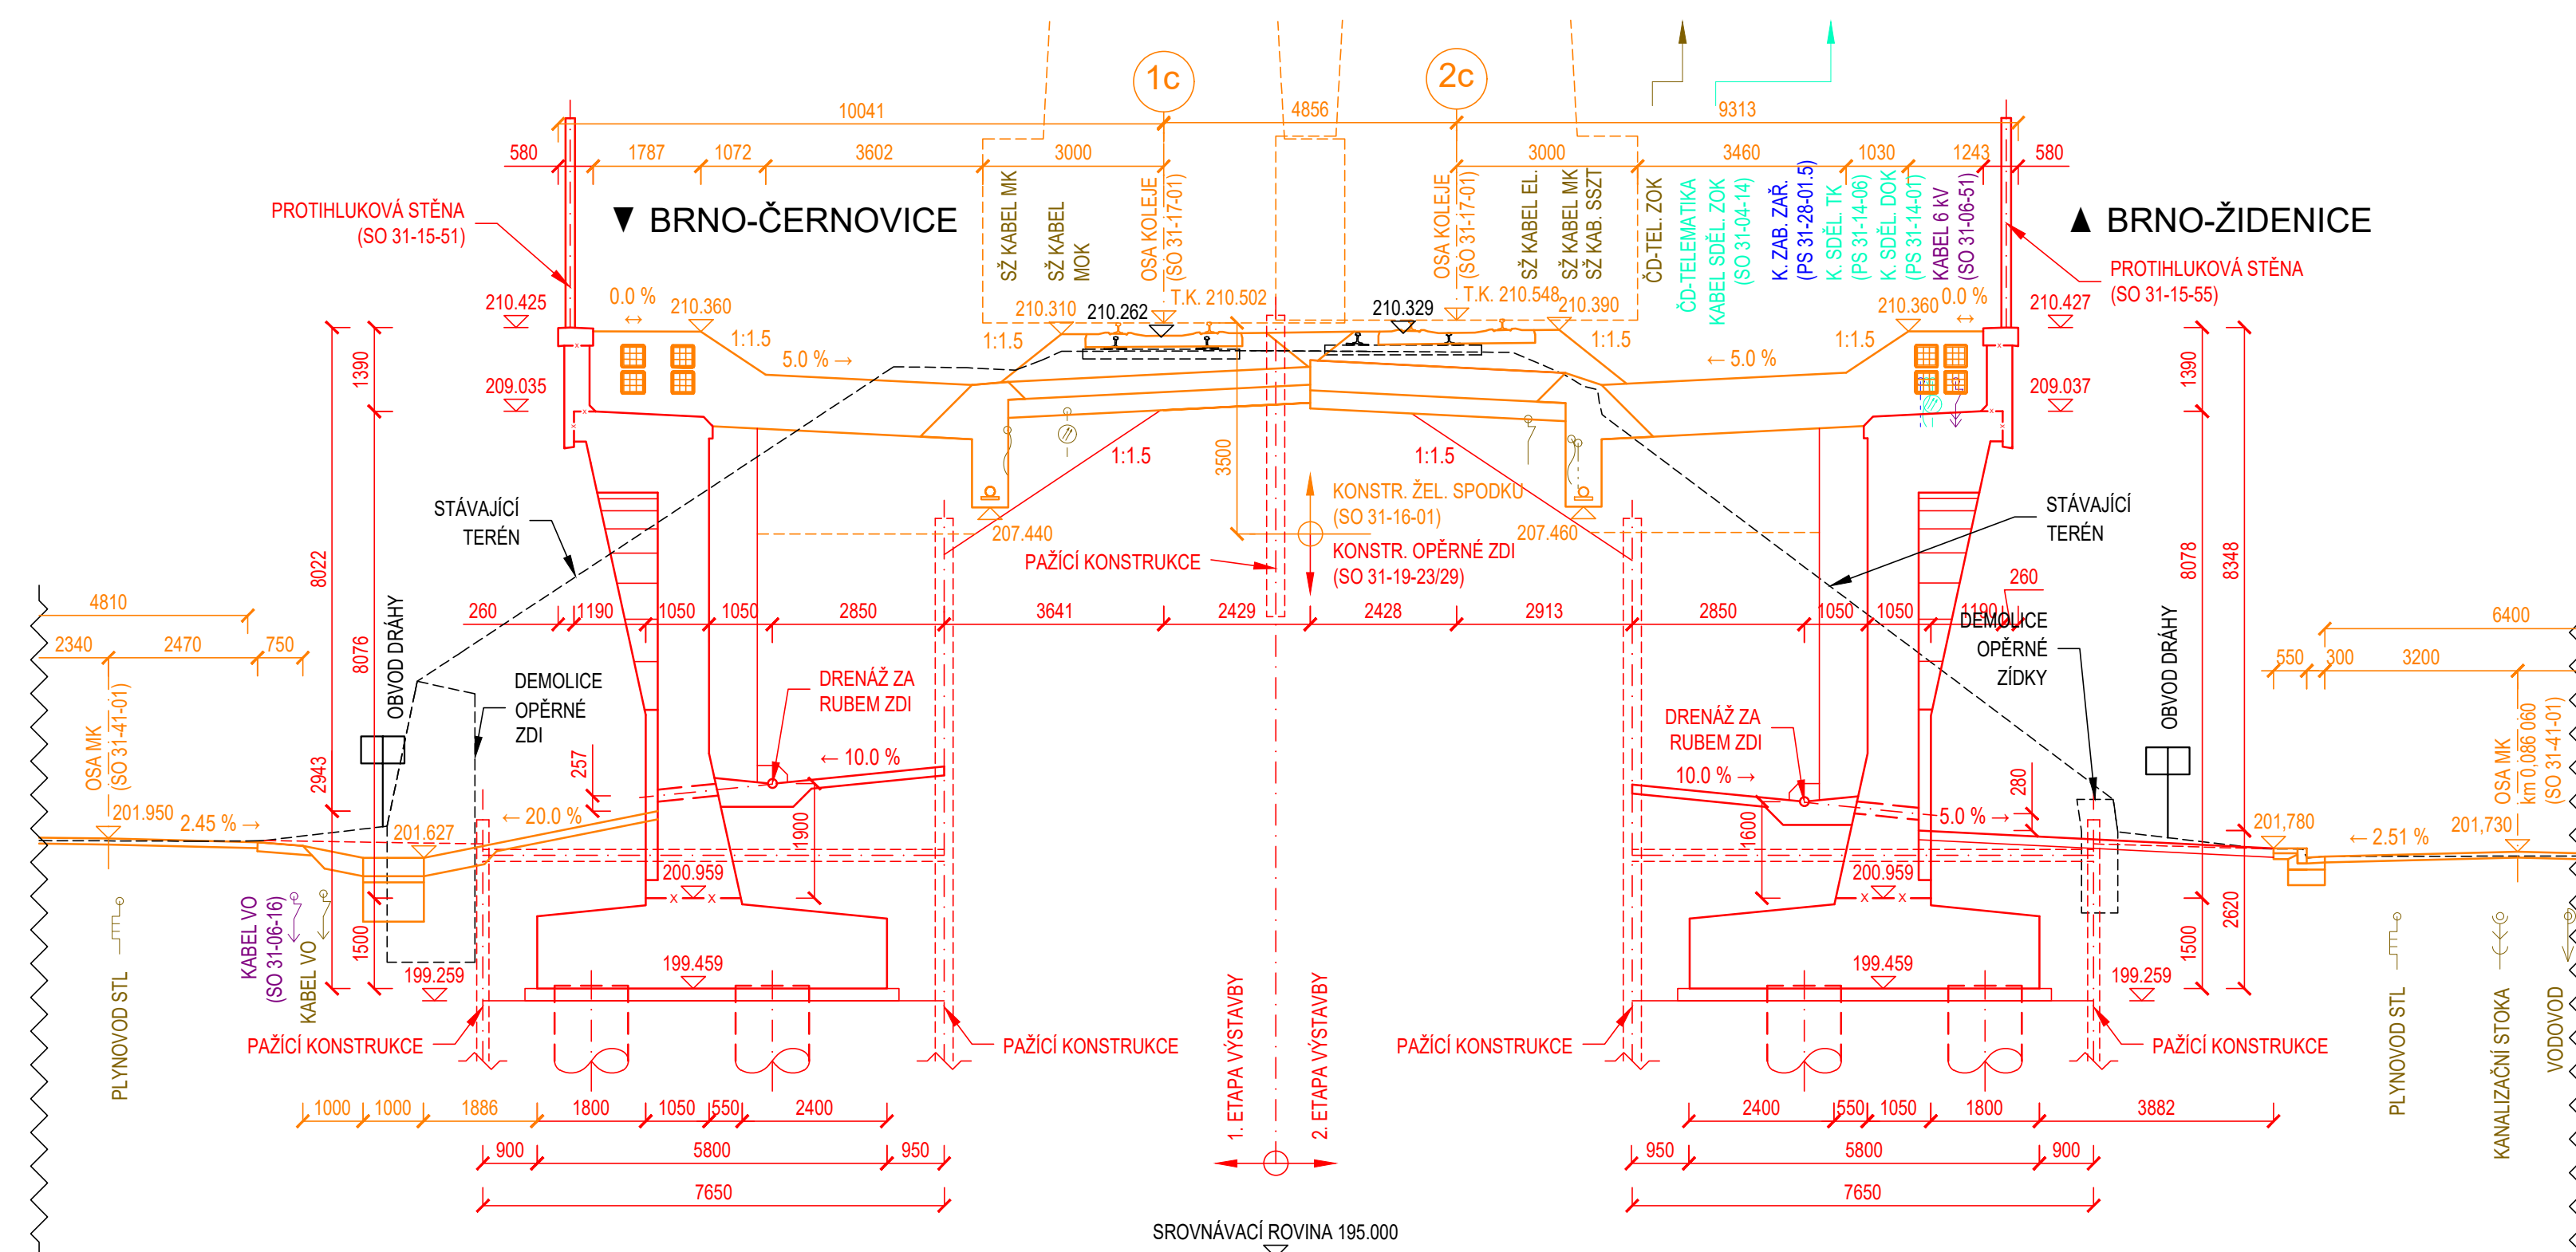 1c
2c
10041
4856
9313
580
1787
1072
3602
3000
3000
3460
1030
1243
580
PROTIHLUKOVÁ STĚNA
(SO 31-15-51)
▼ BRNO-ČERNOVICE
SŽ KABEL MK
SŽ KABEL
MOK
OSA KOLEJE
(SO 31-17-01)
OSA KOLEJE
(SO 31-17-01)
SŽ KABEL EL.
SŽ KABEL MK
SŽ KAB. SSZT
ČD-TEL. ZOK
ČD-TELEMATIKA
KABEL SDĚL. ZOK
(SO 31-04-14)
K. ZAB. ZAŘ.
(PS 31-28-01.5)
K. SDĚL. TK
(PS 31-14-06)
K. SDĚL. DOK
(PS 31-14-01)
KABEL 6 kV
(SO 31-06-51)
▲ BRNO-ŽIDENICE
PROTIHLUKOVÁ STĚNA
(SO 31-15-55)
210.425
0.0 %
↔
210.360
210.310
210.262
T.K. 210.502
210.329
T.K. 210.548
210.390
210.360
0.0 %
↔
210.427
1:1.5
5.0 % →
1:1.5
1:1.5
← 5.0 %
1:1.5
1390
209.035
209.037
1390
1:1.5
3500
1:1.5
STÁVAJÍCÍ
TERÉN
KONSTR. ŽEL. SPODKU
(SO 31-16-01)
207.440
207.460
PAŽÍCÍ KONSTRUKCE
KONSTR. OPĚRNÉ ZDI
(SO 31-19-23/29)
STÁVAJÍCÍ
TERÉN
8022
8076
8078
8348
260
4810
260
1190
1050
1050
2850
3641
2429
2428
2913
2850
1050
1050
1190
6400
2340
2470
750
550
300
3200
OBVOD DRÁHY
DEMOLICE
OPĚRNÉ
ZDI
DRENÁŽ ZA
RUBEM ZDI
DRENÁŽ ZA
RUBEM ZDI
DEMOLICE
OPĚRNÉ
ZÍDKY
OBVOD DRÁHY
OSA MK
(SO 31-41-01)
OSA MK
km 0,086 060
(SO 31-41-01)
2943
257
← 10.0 %
10.0 % →
280
201.950
2.45 % →
201.627
← 20.0 %
1900
1600
5.0 % →
201,780
← 2.51 %
201,730
200.959
200.959
2620
1500
1500
KABEL VO
(SO 31-06-16)
KABEL VO
PLYNOVOD STL
199.259
199.459
199.459
199.259
PLYNOVOD STL
KANALIZAČNÍ STOKA
VODOVOD
PAŽÍCÍ KONSTRUKCE
PAŽÍCÍ KONSTRUKCE
1. ETAPA VÝSTAVBY
2. ETAPA VÝSTAVBY
PAŽÍCÍ KONSTRUKCE
PAŽÍCÍ KONSTRUKCE
1000
1000
1886
1800
1050
550
2400
2400
550
1050
1800
3882
900
5800
950
950
5800
900
7650
7650
SROVNÁVACÍ ROVINA 195.000